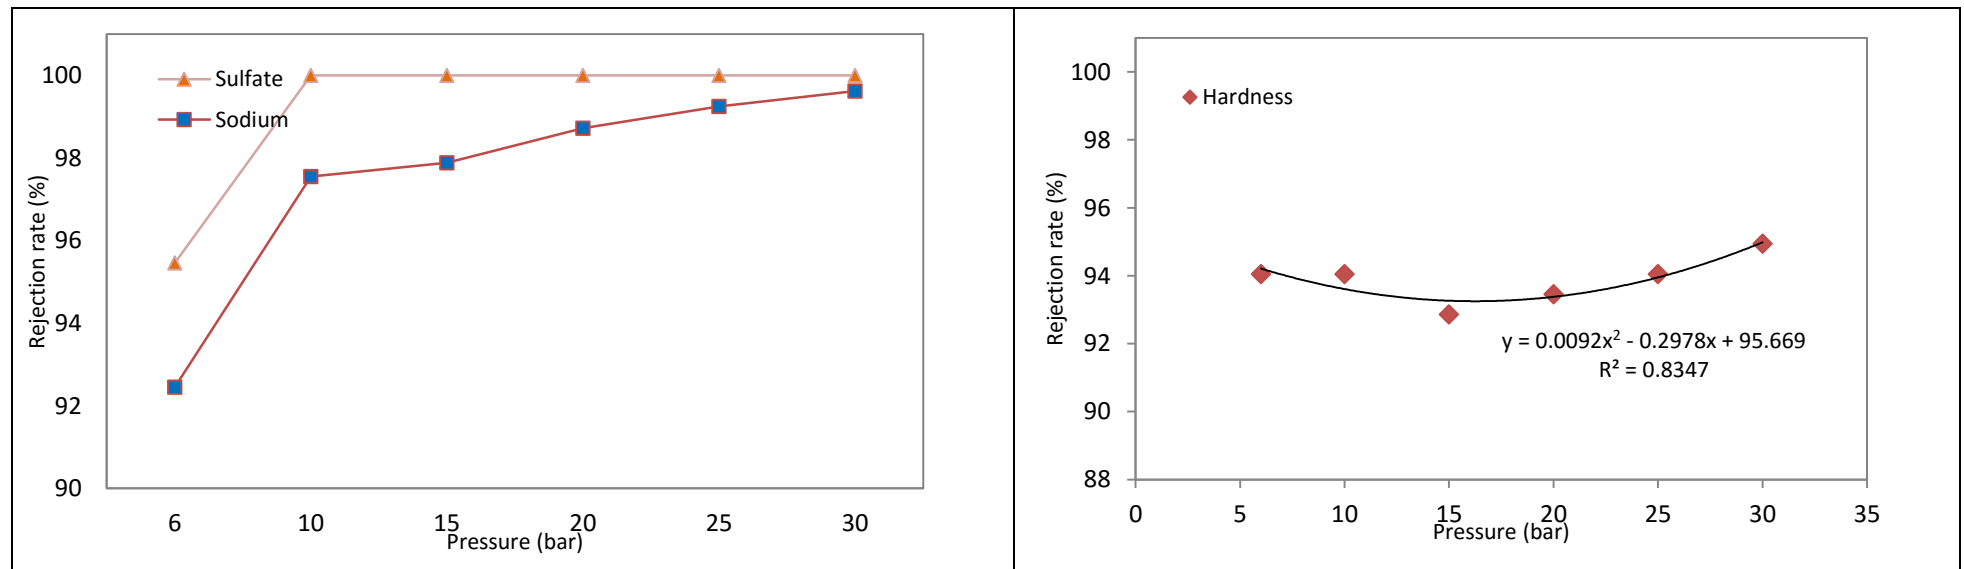 Sulfate
Sodium
100
98
96
94
92
90
Rejection rate (%)
6 10 15 20 25 30
Pressure (bar)
Hardness
100
98
96
94
92
90
88
Rejection rate (%)
y = 0.0092x² - 0.2978x + 95.669
R² = 0.8347
0 5 10 15 20 25 30 35
Pressure (bar)